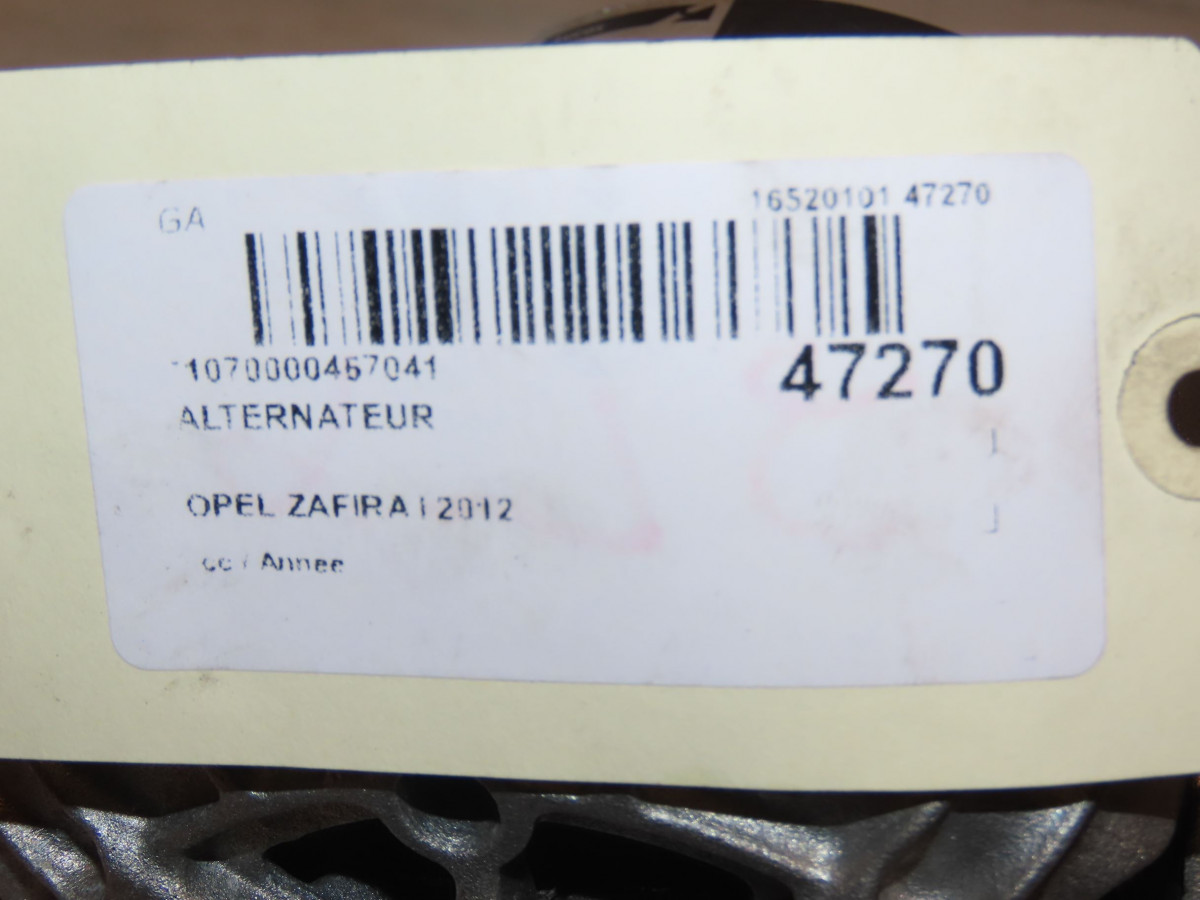 GA 16520101 47270
1070000457041 47270
ALTERNATEUR
OPEL ZAFIRA I 2012
cc / Annee